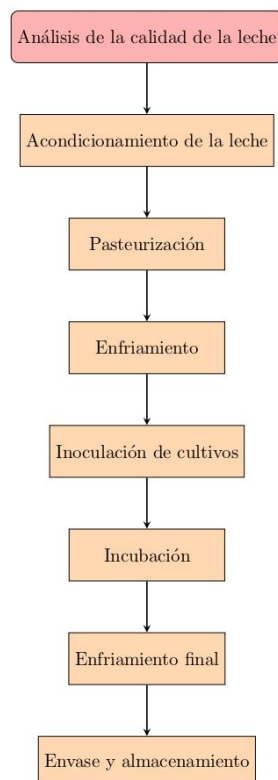 Análisis de la calidad de la leche
Acondicionamiento de la leche
Pasteurización
Enfriamiento
Inoculación de cultivos
Incubación
Enfriamiento final
Envase y almacenamiento